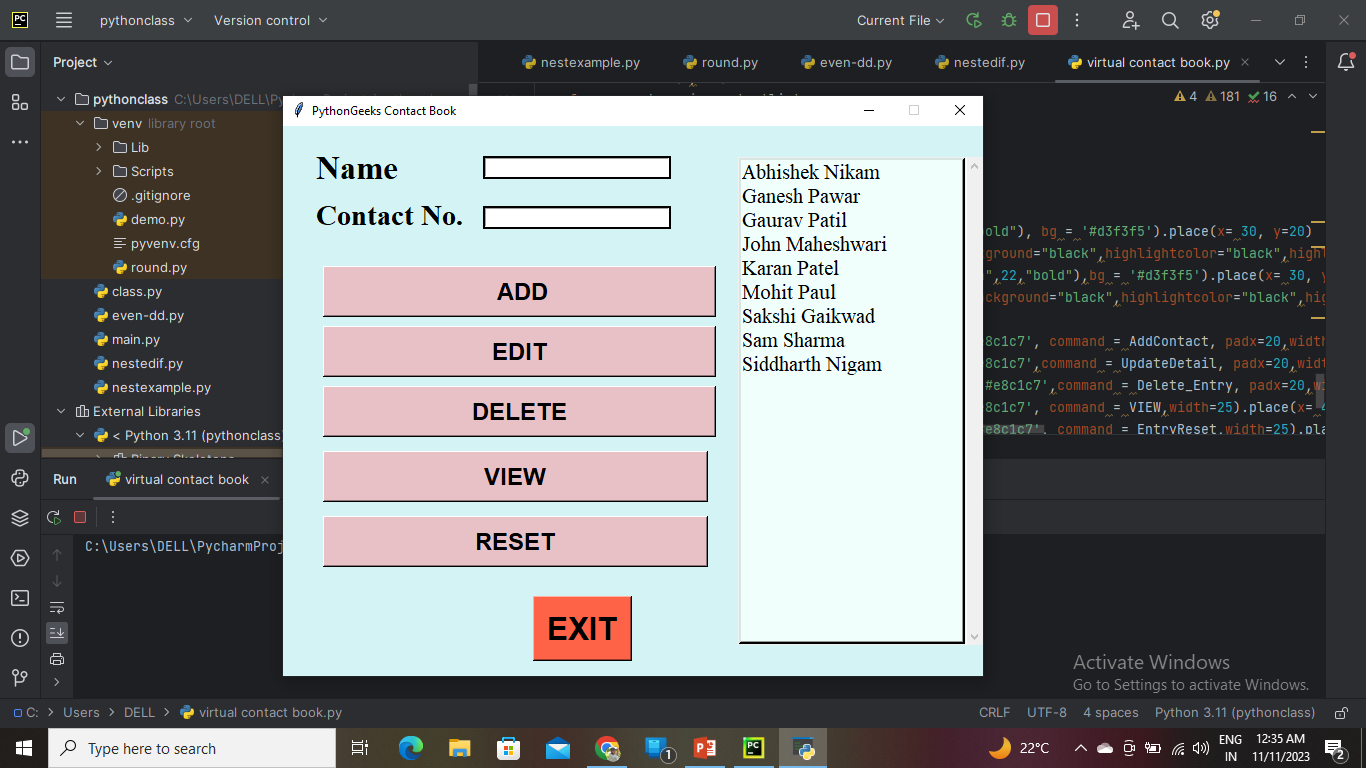 PC pythonclass Version control Current File
Project
nestexample.py round.py even-dd.py nestedif.py virtual contact book.py
4 181 16
pythonclass C:\Users\DELL\Py
venv library root
Lib
Scripts
.gitignore
demo.py
pyvenv.cfg
round.py
class.py
even-dd.py
main.py
nestedif.py
nestexample.py
External Libraries
< Python 3.11 (pythonclass)
PythonGeeks Contact Book
Name
Contact No.
ADD
EDIT
DELETE
VIEW
RESET
EXIT
Abhishek Nikam
Ganesh Pawar
Gaurav Patil
John Maheshwari
Karan Patel
Mohit Paul
Sakshi Gaikwad
Sam Sharma
Siddharth Nigam
old"), bg = '#d3f3f5').place(x= 30, y=20)
ground="black",highlightcolor="black",high
",22,"bold"),bg = '#d3f3f5').place(x= 30, y
ckground="black",highlightcolor="black",hig
e8c1c7', command = AddContact, padx=20,widt
8c1c7',command = UpdateDetail, padx=20,widt
#e8c1c7',command = Delete_Entry, padx=20,wi
8c1c7', command = VIEW,width=25).place(x= 4
#e8c1c7', command = EntryReset,width=25).pla
Run virtual contact book
C:\Users\DELL\PycharmProj
Activate Windows
Go to Settings to activate Windows.
C: Users DELL virtual contact book.py CRLF UTF-8 4 spaces Python 3.11 (pythonclass)
Type here to search
1
PC
22°C
ENG
IN
12:35 AM
11/11/2023
2